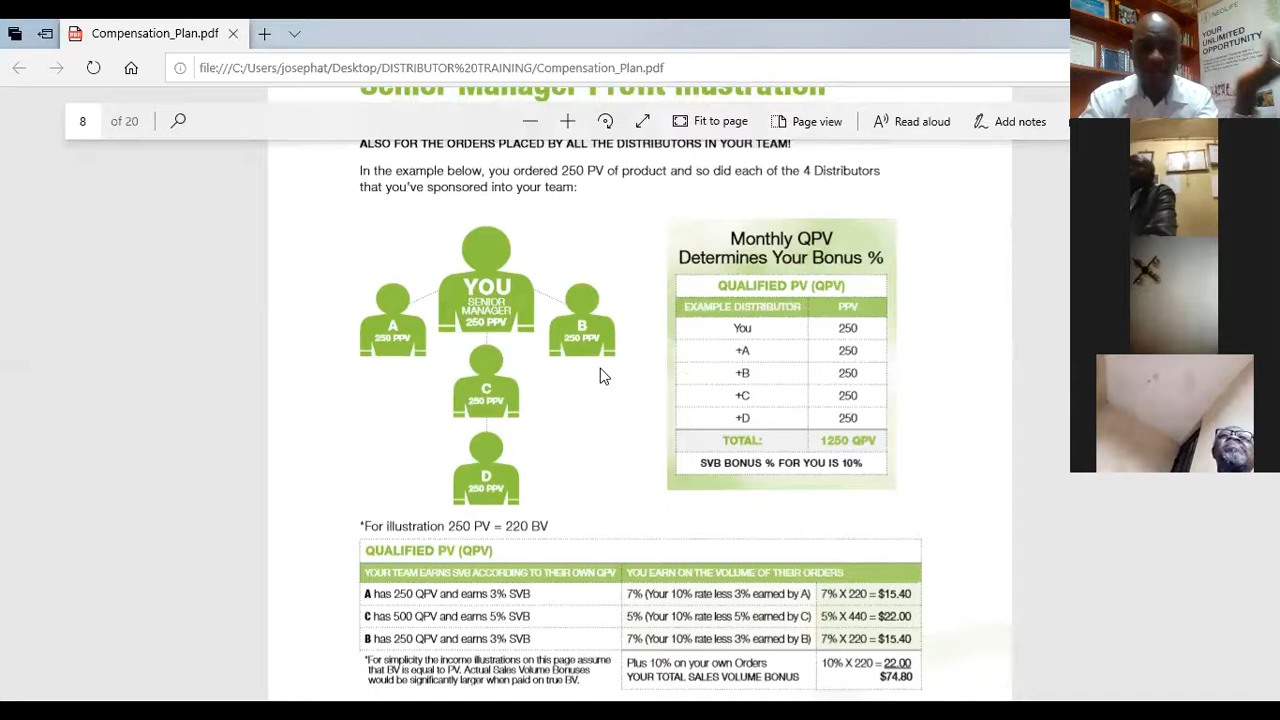 Compensation_Plan.pdf
file:///C:/Users/josephat/Desktop/DISTRIBUTOR%20TRAINING/Compensation_Plan.pdf
NEOLIFE
YOUR
UNLIMITED
OPPORTUNITY
Senior Manager Profit Illustration
8 of 20
Fit to page
Page view
Read aloud
Add notes
ALSO FOR THE ORDERS PLACED BY ALL THE DISTRIBUTORS IN YOUR TEAM!
In the example below, you ordered 250 PV of product and so did each of the 4 Distributors
that you've sponsored into your team:
YOU
SENIOR
MANAGER
250 PPV
A
250 PPV
B
250 PPV
C
250 PPV
D
250 PPV
Monthly QPV
Determines Your Bonus %
QUALIFIED PV (QPV)
EXAMPLE DISTRIBUTOR PPV
You 250
+A 250
+B 250
+C 250
+D 250
TOTAL: 1250 QPV
SVB BONUS % FOR YOU IS 10%
*For illustration 250 PV = 220 BV
QUALIFIED PV (QPV)
YOUR TEAM EARNS SVB ACCORDING TO THEIR OWN QPV YOU EARN ON THE VOLUME OF THEIR ORDERS
A has 250 QPV and earns 3% SVB 7% (Your 10% rate less 3% earned by A) 7% X 220 = $15.40
C has 500 QPV and earns 5% SVB 5% (Your 10% rate less 5% earned by C) 5% X 440 = $22.00
B has 250 QPV and earns 3% SVB 7% (Your 10% rate less 3% earned by B) 7% X 220 = $15.40
*For simplicity the income illustrations on this page assume
that BV is equal to PV. Actual Sales Volume Bonuses
would be significantly larger when paid on true BV.
Plus 10% on your own Orders 10% X 220 = 22.00
YOUR TOTAL SALES VOLUME BONUS $74.80